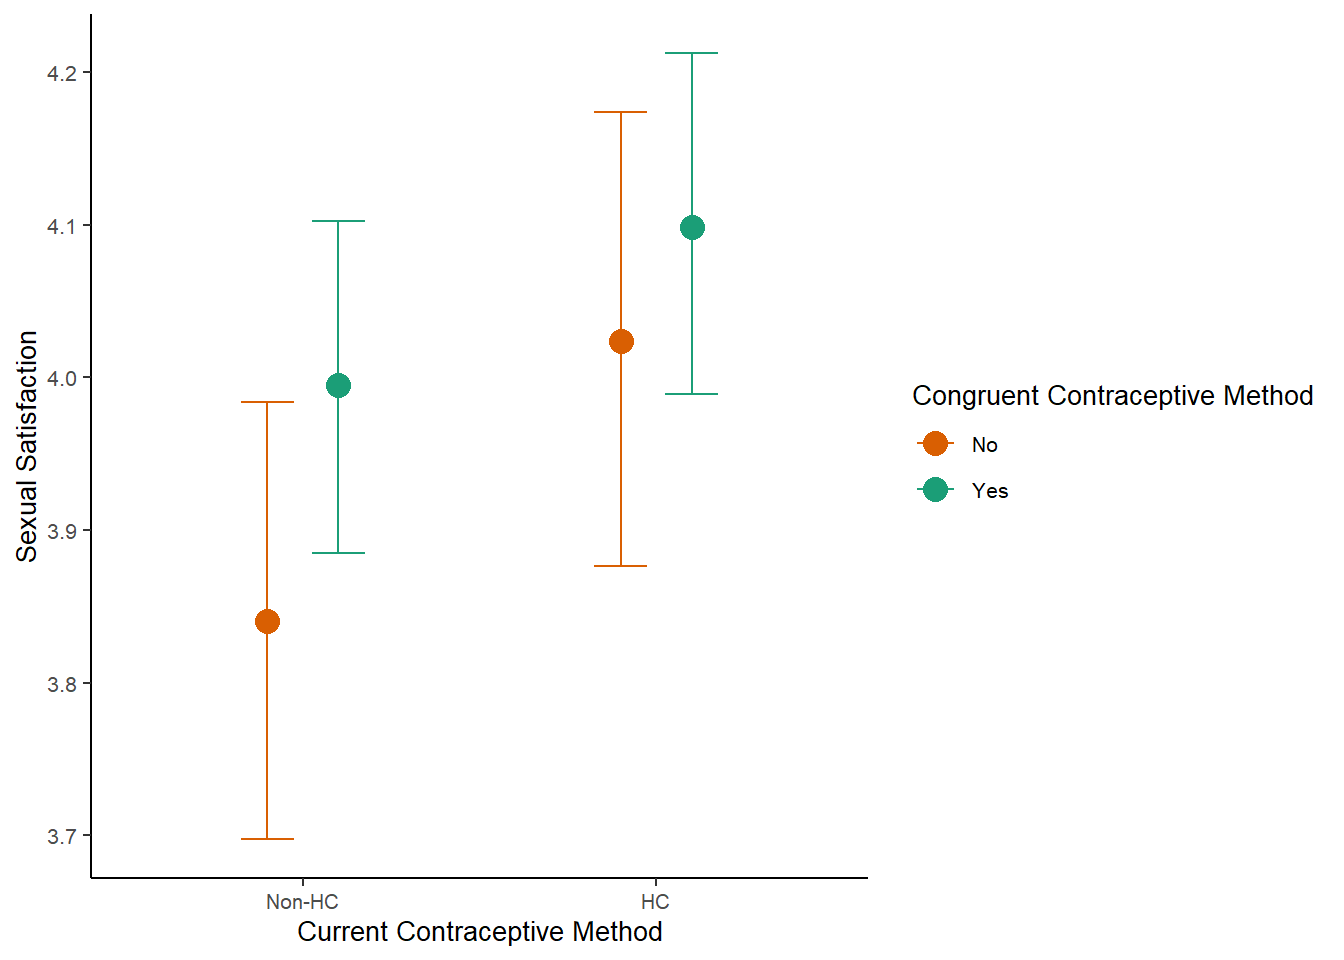 4.2
4.1
4.0
3.9
3.8
3.7
Sexual Satisfaction
Non-HC
HC
Current Contraceptive Method
Congruent Contraceptive Method
No
Yes